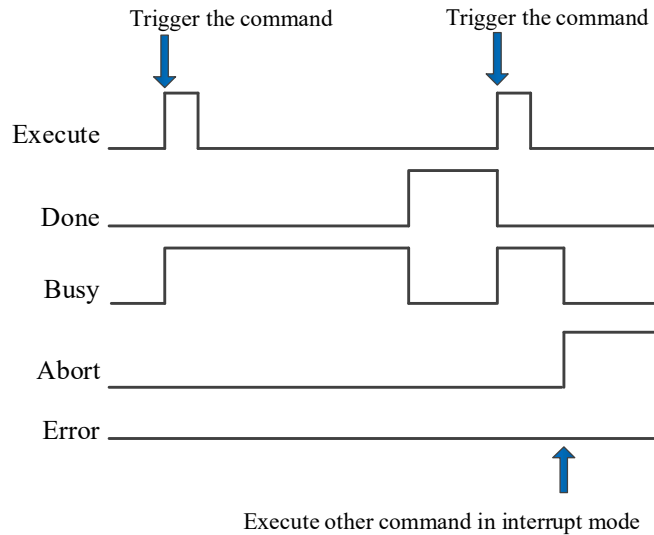 Trigger the command
Trigger the command
Execute
Done
Busy
Abort
Error
Execute other command in interrupt mode